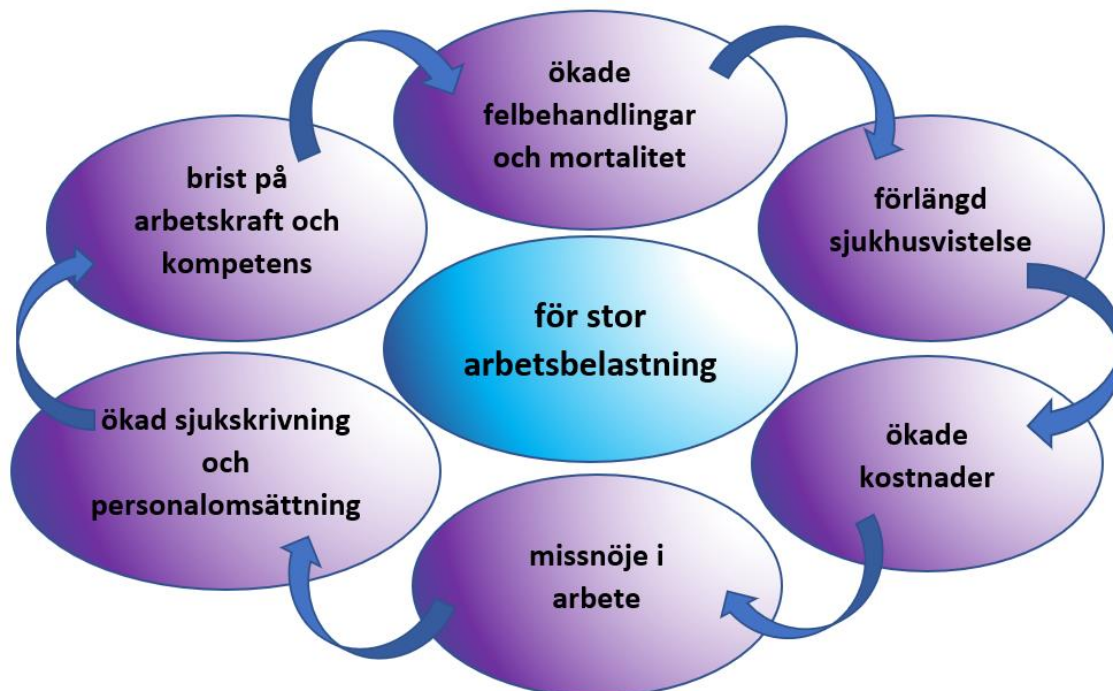 ökade
felbehandlingar
och mortalitet
förlängd
sjukhusvistelse
ökade
kostnader
missnöje i
arbete
ökad sjukskrivning
och
personalomsättning
brist på
arbetskraft och
kompetens
för stor
arbetsbelastning